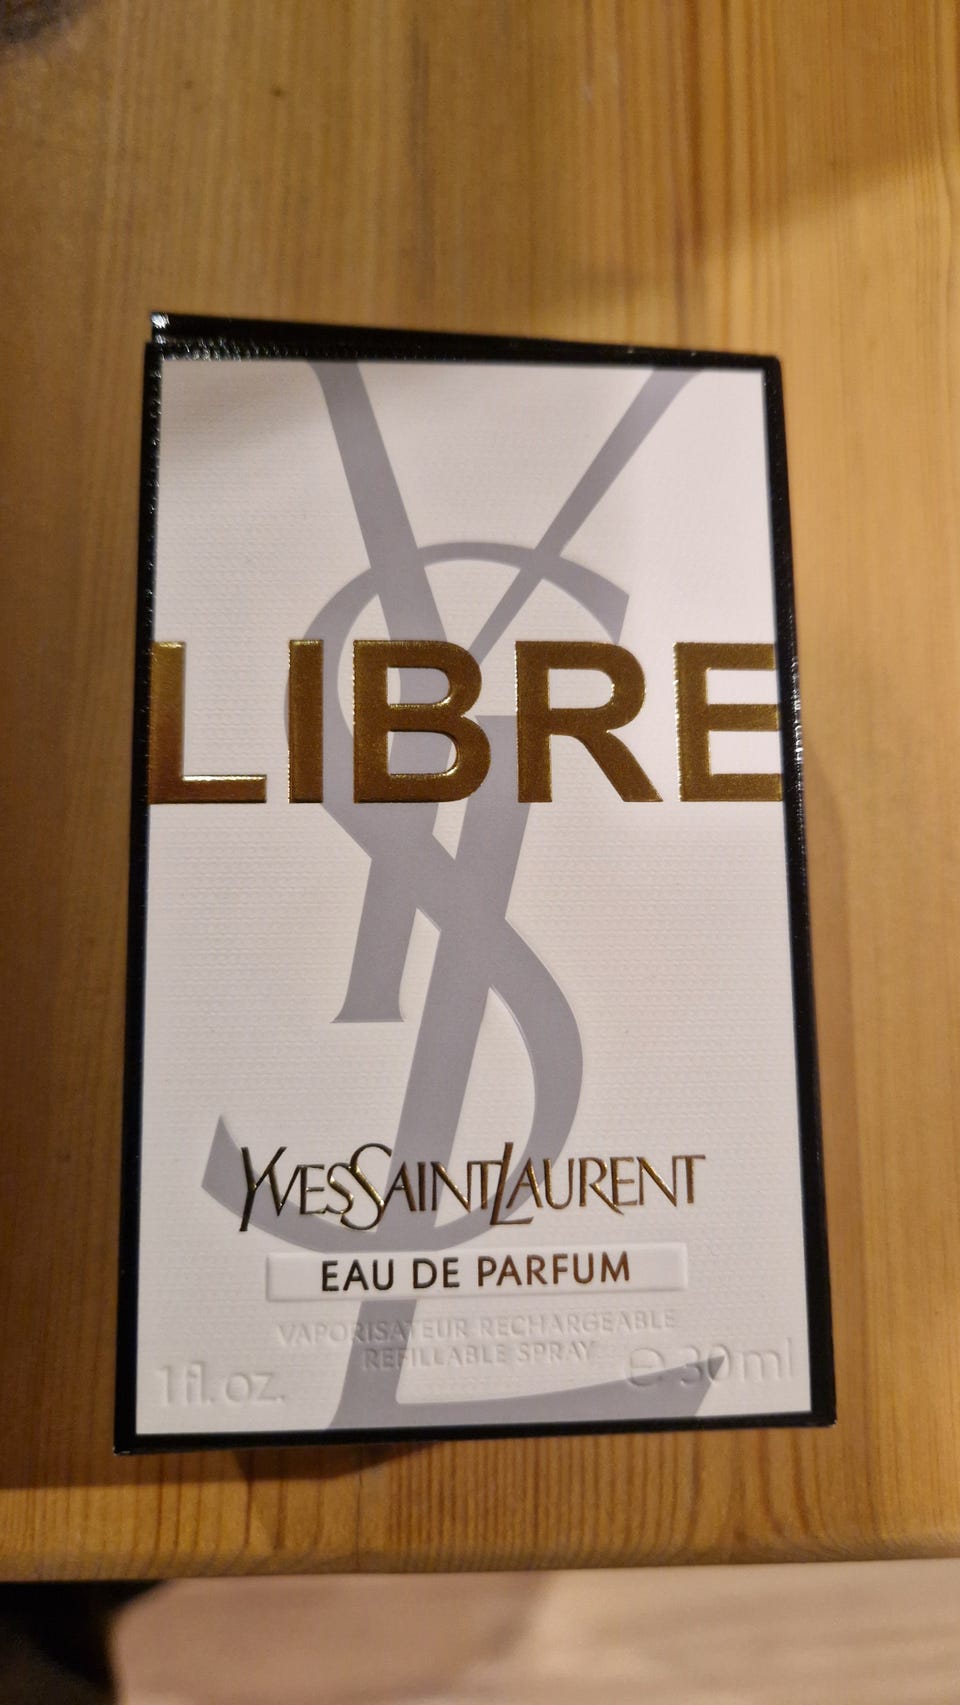 LIBRE
YVESSAINTLAURENT
EAU DE PARFUM
VAPORISATEUR RECHARGEABLE
REFILLABLE SPRAY
1 fl. oz. ℮ 30 ml